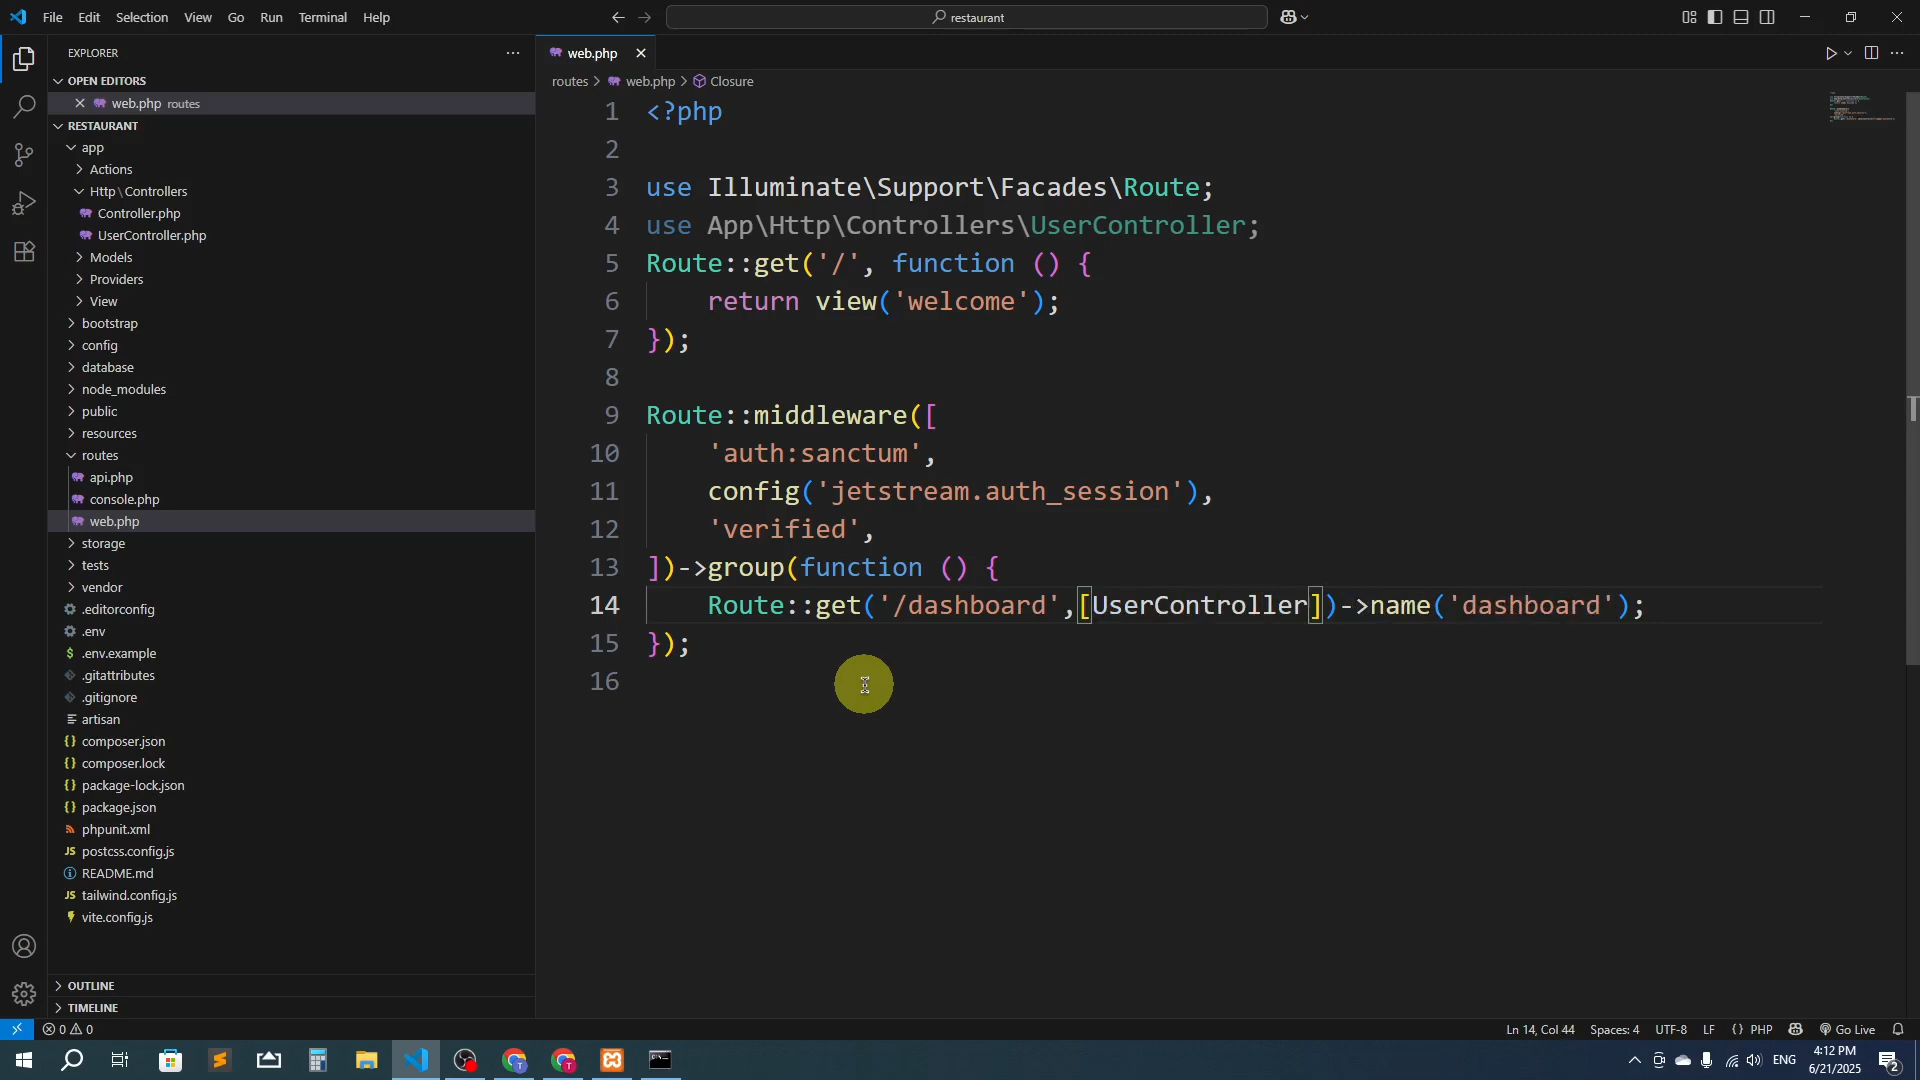 File Edit Selection View Go Run Terminal Help
restaurant
EXPLORER
OPEN EDITORS
web.php routes
RESTAURANT
app
Actions
Http\Controllers
Controller.php
UserController.php
Models
Providers
View
bootstrap
config
database
node_modules
public
resources
routes
api.php
console.php
web.php
storage
tests
vendor
.editorconfig
.env
.env.example
.gitattributes
.gitignore
artisan
composer.json
composer.lock
package-lock.json
package.json
phpunit.xml
postcss.config.js
README.md
tailwind.config.js
vite.config.js
OUTLINE
TIMELINE
web.php
routes > web.php > Closure
1 <?php
2
3 use Illuminate\Support\Facades\Route;
4 use App\Http\Controllers\UserController;
5 Route::get('/', function () {
6 return view('welcome');
7 });
8
9 Route::middleware([
10 'auth:sanctum',
11 config('jetstream.auth_session'),
12 'verified',
13 ])->group(function () {
14 Route::get('/dashboard',[UserController])->name('dashboard');
15 });
16
0 0
Ln 14, Col 44 Spaces: 4 UTF-8 LF {} PHP Go Live
ENG
4:12 PM
6/21/2025
2